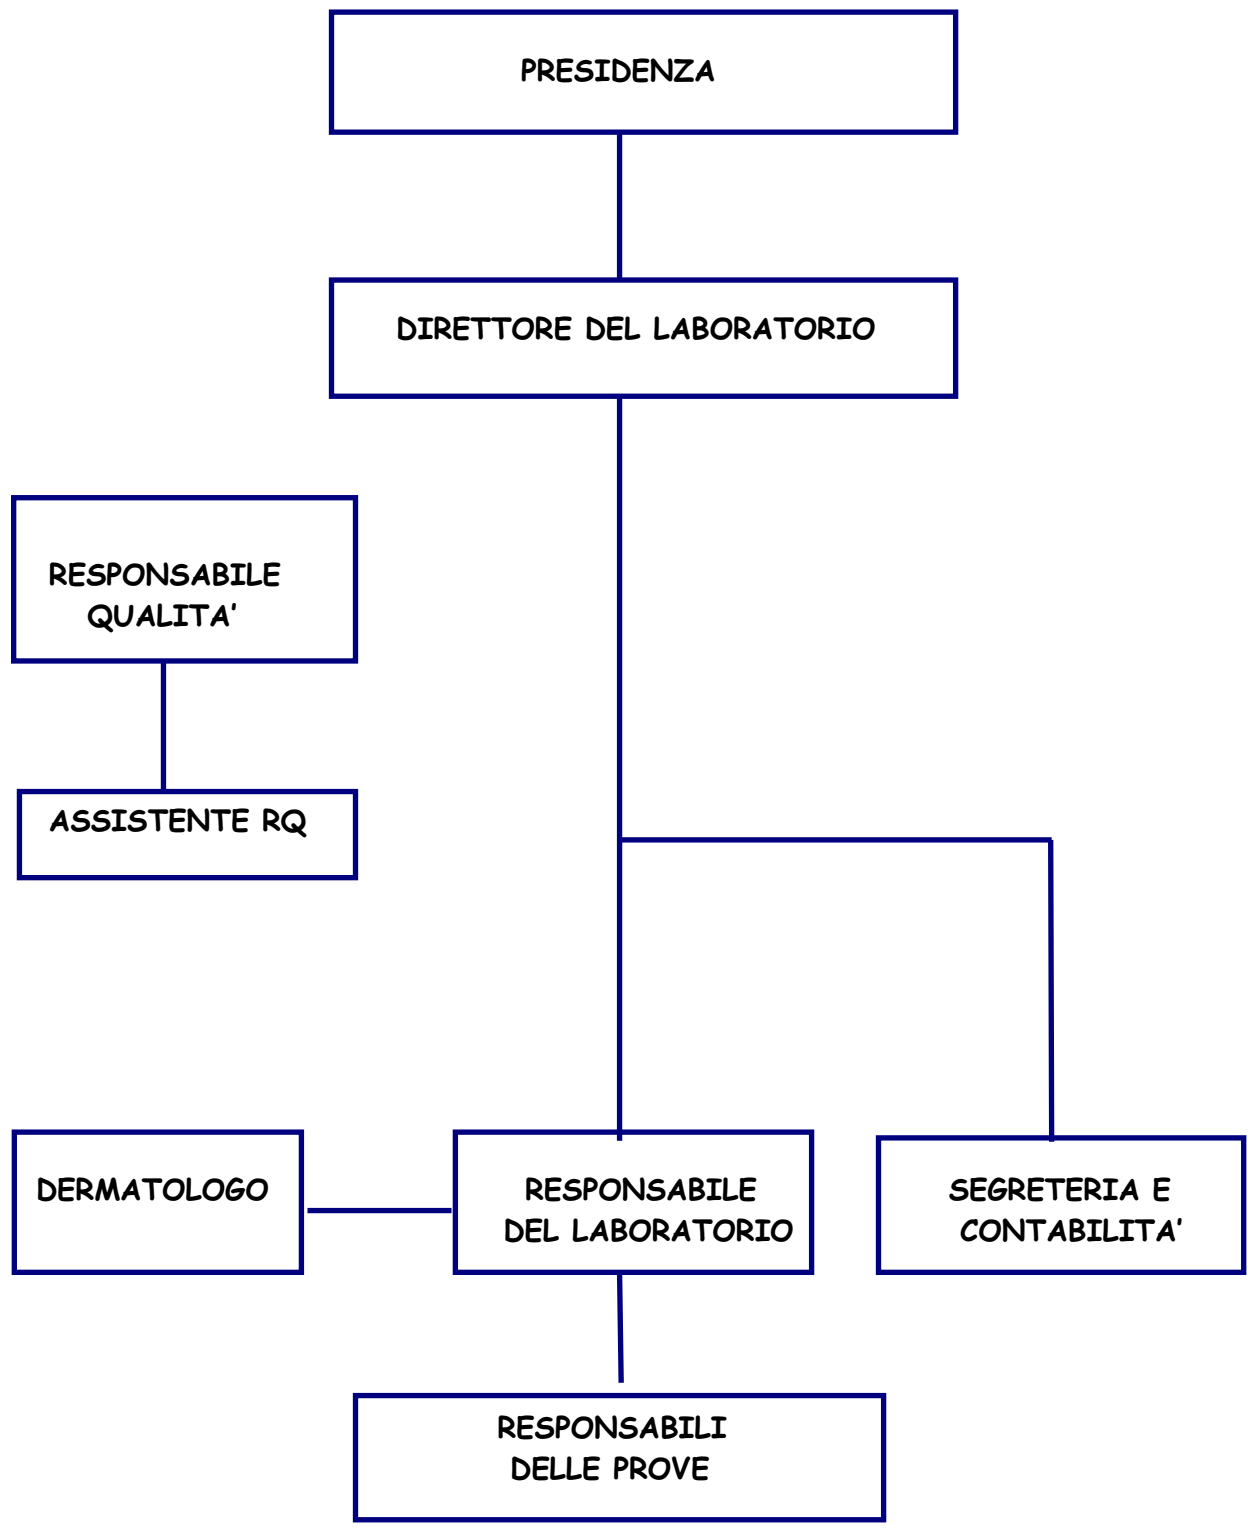 PRESIDENZA
DIRETTORE DEL LABORATORIO
RESPONSABILE
QUALITA’
ASSISTENTE RQ
DERMATOLOGO
RESPONSABILE
DEL LABORATORIO
SEGRETERIA E
CONTABILITA’
RESPONSABILI
DELLE PROVE